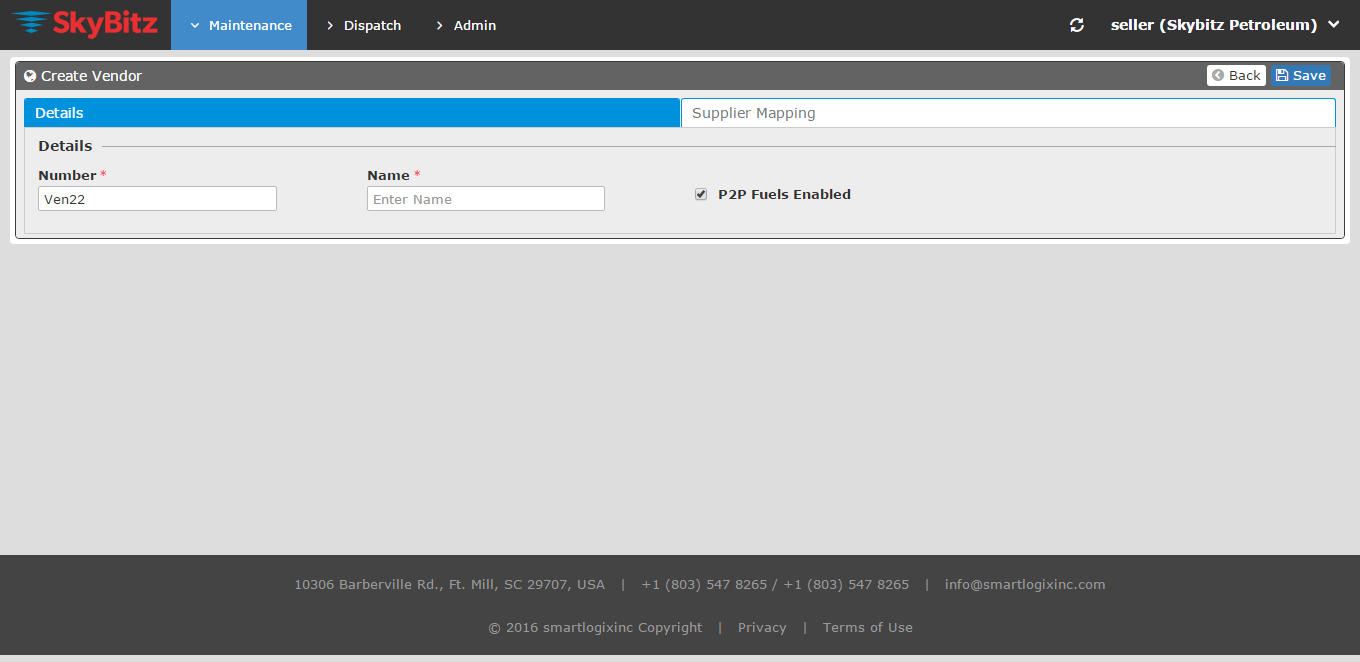 SkyBitz Maintenance Dispatch Admin seller (Skybitz Petroleum)
Create Vendor Back Save
Details Supplier Mapping
Details
Number * Name *
Ven22 Enter Name P2P Fuels Enabled
10306 Barberville Rd., Ft. Mill, SC 29707, USA | +1 (803) 547 8265 / +1 (803) 547 8265 | info@smartlogixinc.com
© 2016 smartlogixinc Copyright | Privacy | Terms of Use